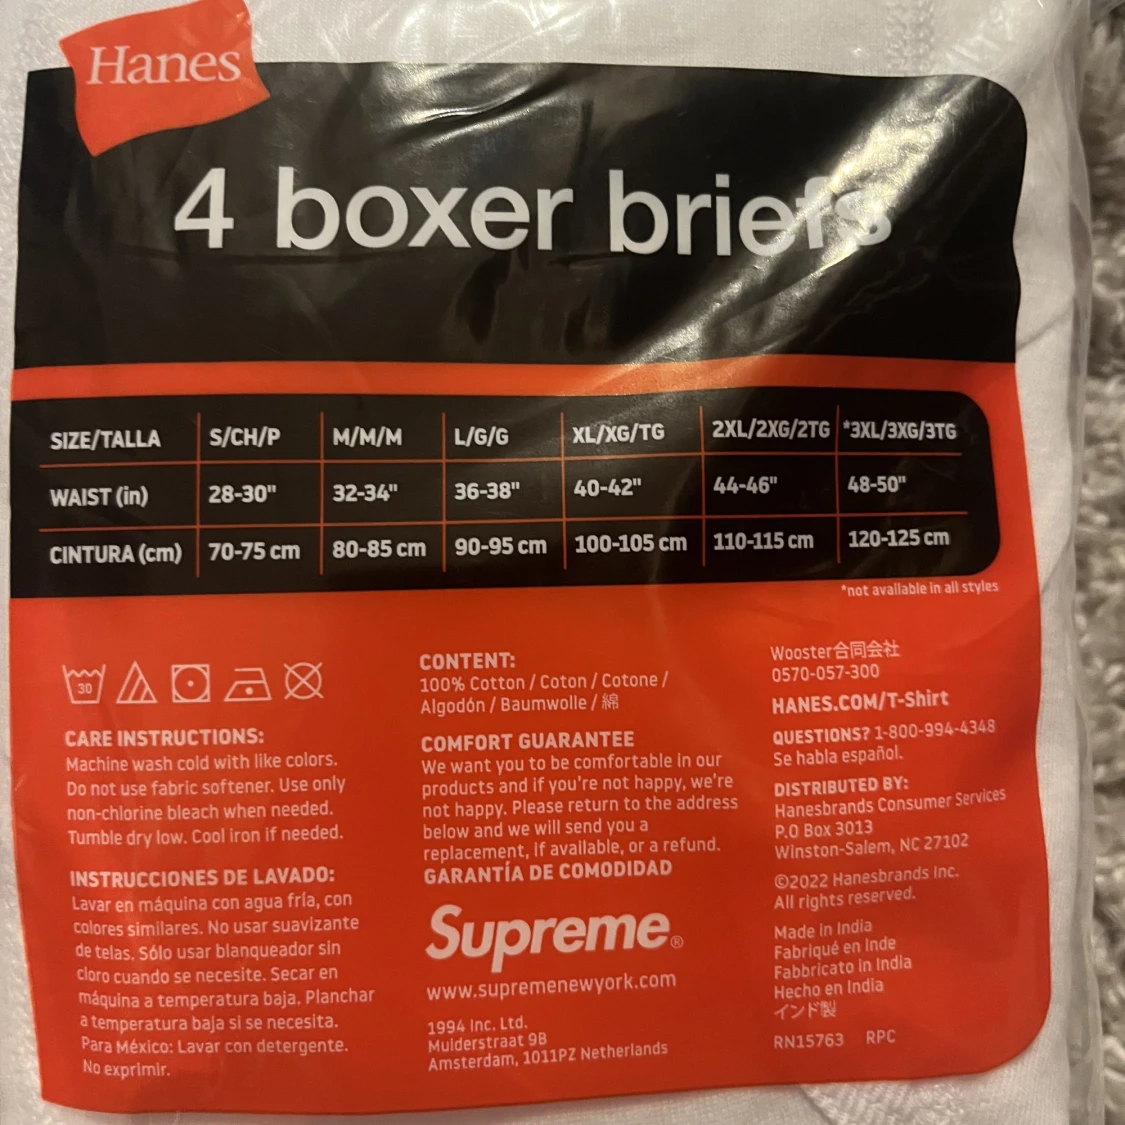 Hanes
4 boxer briefs
SIZE/TALLA S/CH/P M/M/M L/G/G XL/XG/TG 2XL/2XG/2TG *3XL/3XG/3TG
WAIST (in) 28-30" 32-34" 36-38" 40-42" 44-46" 48-50"
CINTURA (cm) 70-75 cm 80-85 cm 90-95 cm 100-105 cm 110-115 cm 120-125 cm
*not available in all styles
30
CARE INSTRUCTIONS:
Machine wash cold with like colors.
Do not use fabric softener. Use only
non-chlorine bleach when needed.
Tumble dry low. Cool iron if needed.
INSTRUCCIONES DE LAVADO:
Lavar en máquina con agua fría, con
colores similares. No usar suavizante
de telas. Sólo usar blanqueador sin
cloro cuando se necesite. Secar en
máquina a temperatura baja. Planchar
a temperatura baja si se necesita.
Para México: Lavar con detergente.
No exprimir.
CONTENT:
100% Cotton / Coton / Cotone /
Algodón / Baumwolle / 綿
COMFORT GUARANTEE
We want you to be comfortable in our
products and if you're not happy, we're
not happy. Please return to the address
below and we will send you a
replacement, if available, or a refund.
GARANTÍA DE COMODIDAD
Supreme®
www.supremenewyork.com
1994 Inc. Ltd.
Muiderstraat 9B
Amsterdam, 1011PZ Netherlands
Wooster合同会社
0570-057-300
HANES.COM/T-Shirt
QUESTIONS? 1-800-994-4348
Se habla español.
DISTRIBUTED BY:
Hanesbrands Consumer Services
P.O Box 3013
Winston-Salem, NC 27102
©2022 Hanesbrands Inc.
All rights reserved.
Made in India
Fabriqué en Inde
Fabbricato in India
Hecho en India
インド製
RN15763 RPC